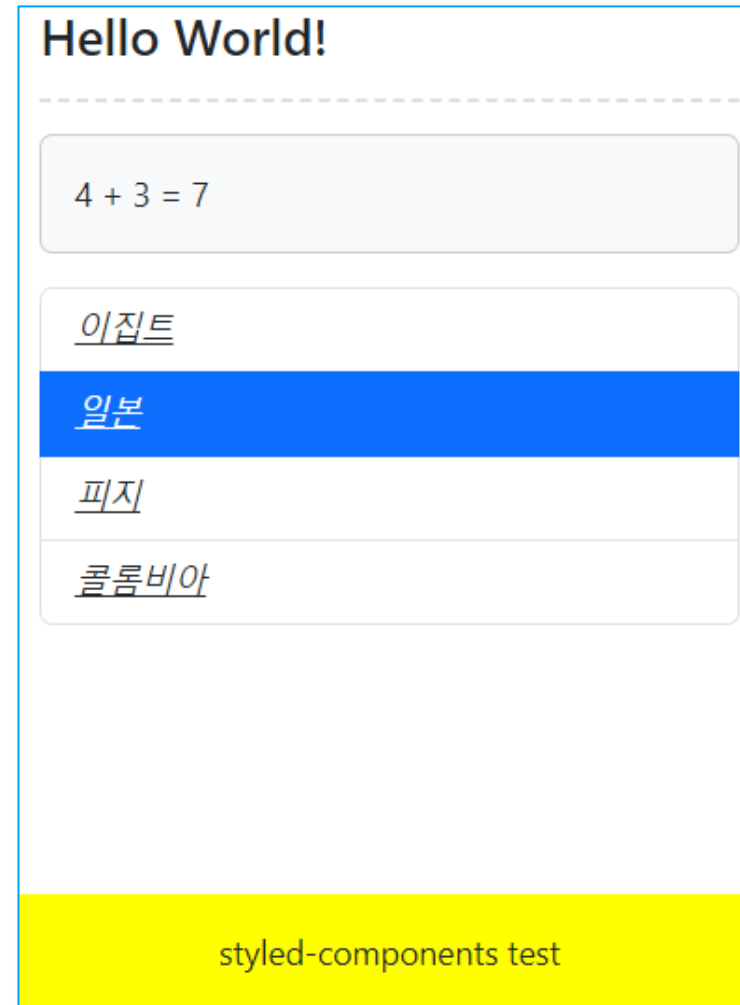 Hello World!
4 + 3 = 7
이집트
일본
피지
콜롬비아
styled-components test